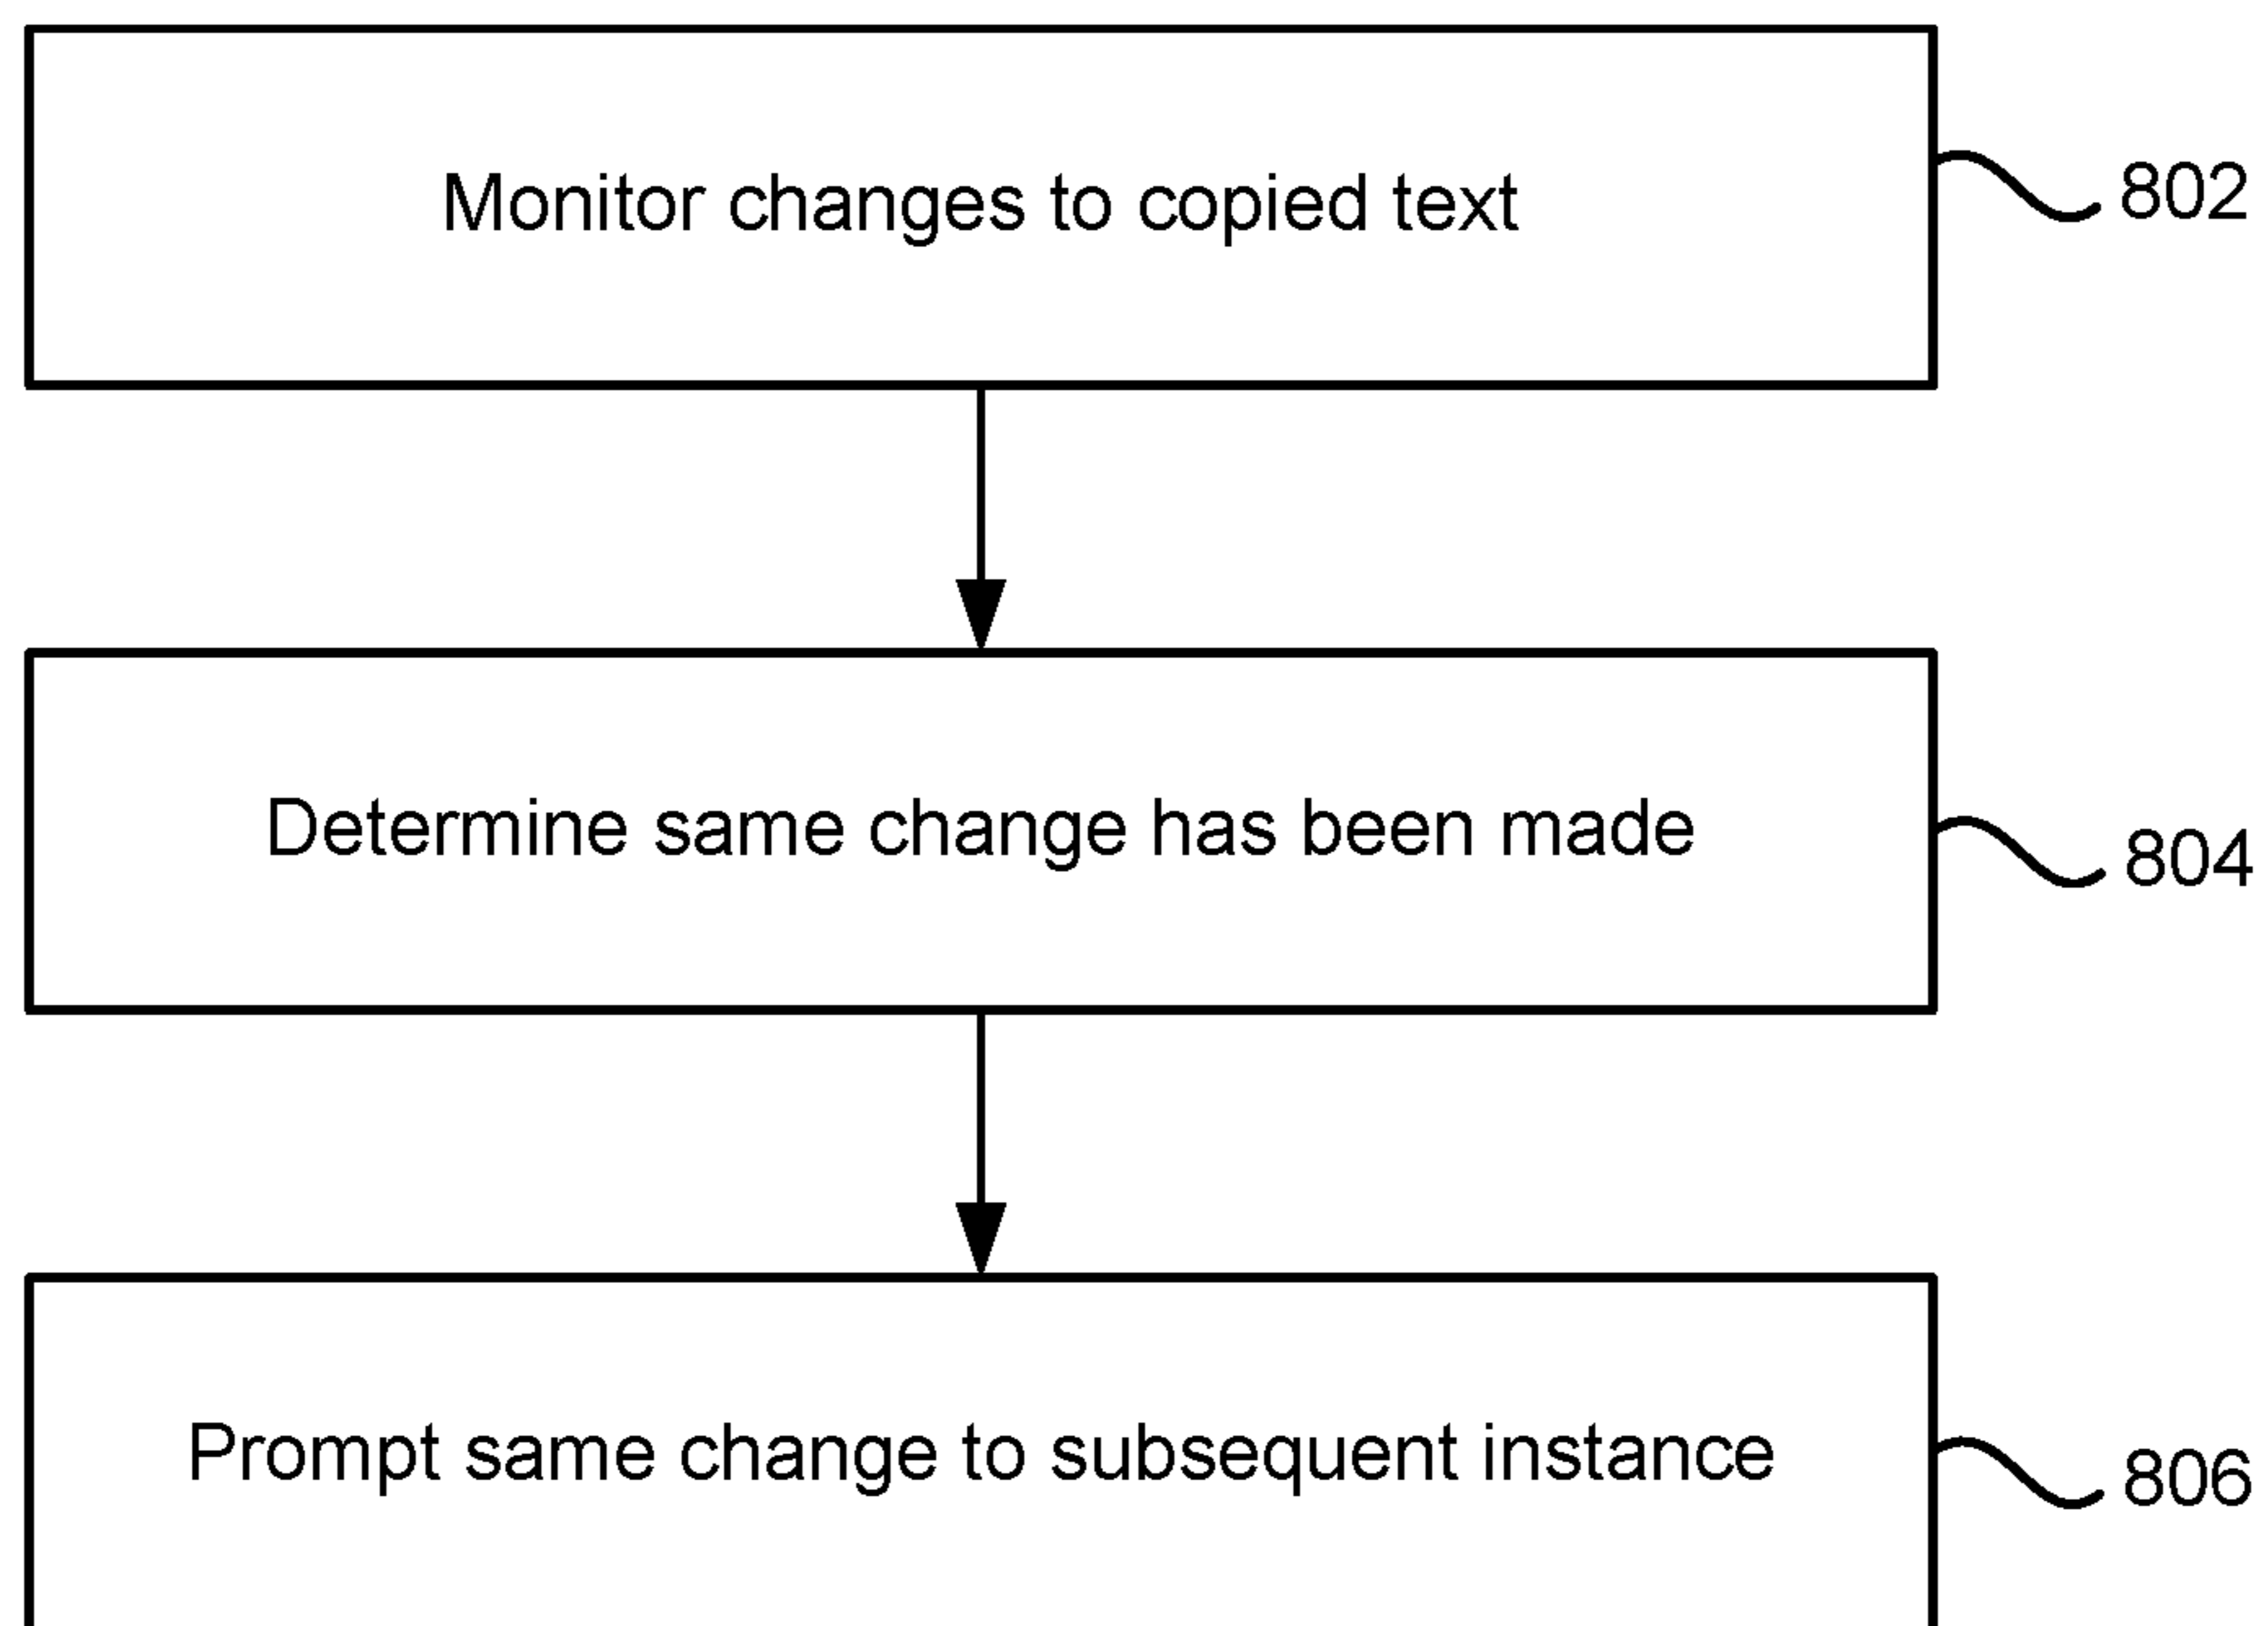 Monitor changes to copied text
802
Determine same change has been made
804
Prompt same change to subsequent instance
806